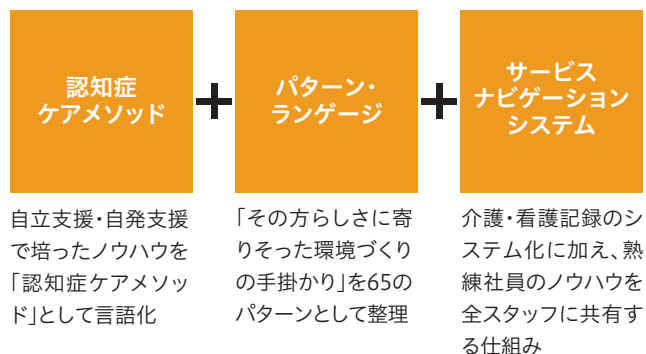 認知症
ケアメソッド
+
パターン・
ランゲージ
+
サービス
ナビゲーション
システム
自立支援・自発支援
で培ったノウハウを
「認知症ケアメソッ
ド」として言語化
「その方らしさに寄
りそった環境づくり
の手掛かり」を65の
パターンとして整理
介護・看護記録のシ
ステム化に加え、熟
練社員のノウハウを
全スタッフに共有す
る仕組み